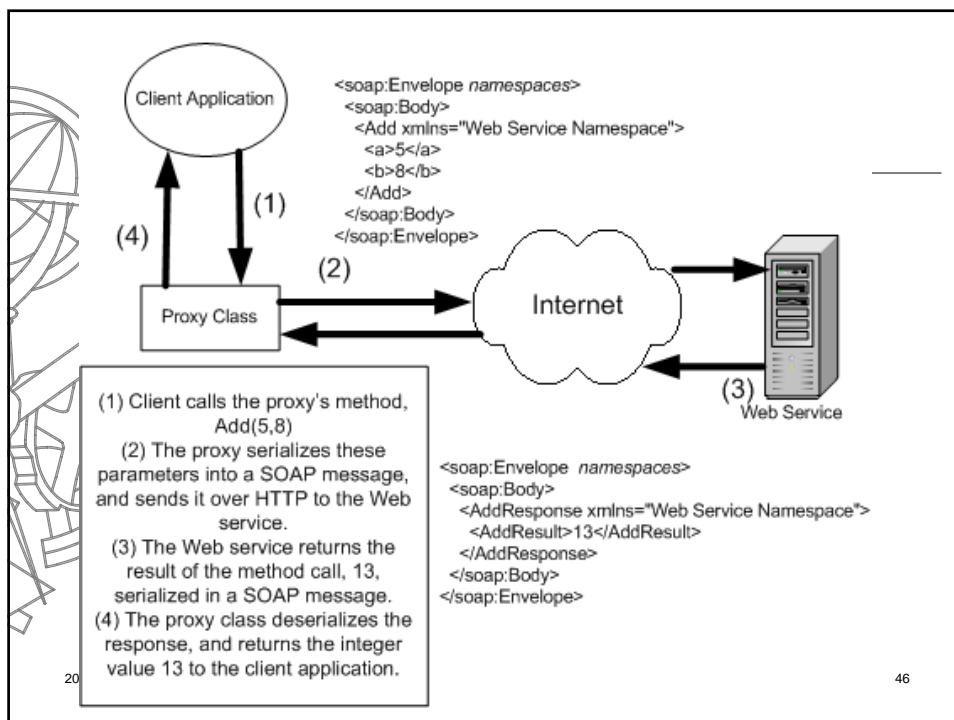 Client Application
<soap:Envelope namespaces>
<soap:Body>
<Add xmlns="Web Service Namespace">
<a>5</a>
<b>8</b>
</Add>
</soap:Body>
</soap:Envelope>
(1)
(4)
(2)
Proxy Class
Internet
(3)
Web Service
(1) Client calls the proxy's method,
Add(5,8)
(2) The proxy serializes these
parameters into a SOAP message,
and sends it over HTTP to the Web
service.
(3) The Web service returns the
result of the method call, 13,
serialized in a SOAP message.
(4) The proxy class deserializes the
response, and returns the integer
value 13 to the client application.
<soap:Envelope namespaces>
<soap:Body>
<AddResponse xmlns="Web Service Namespace">
<AddResult>13</AddResult>
</AddResponse>
</soap:Body>
</soap:Envelope>
20
46